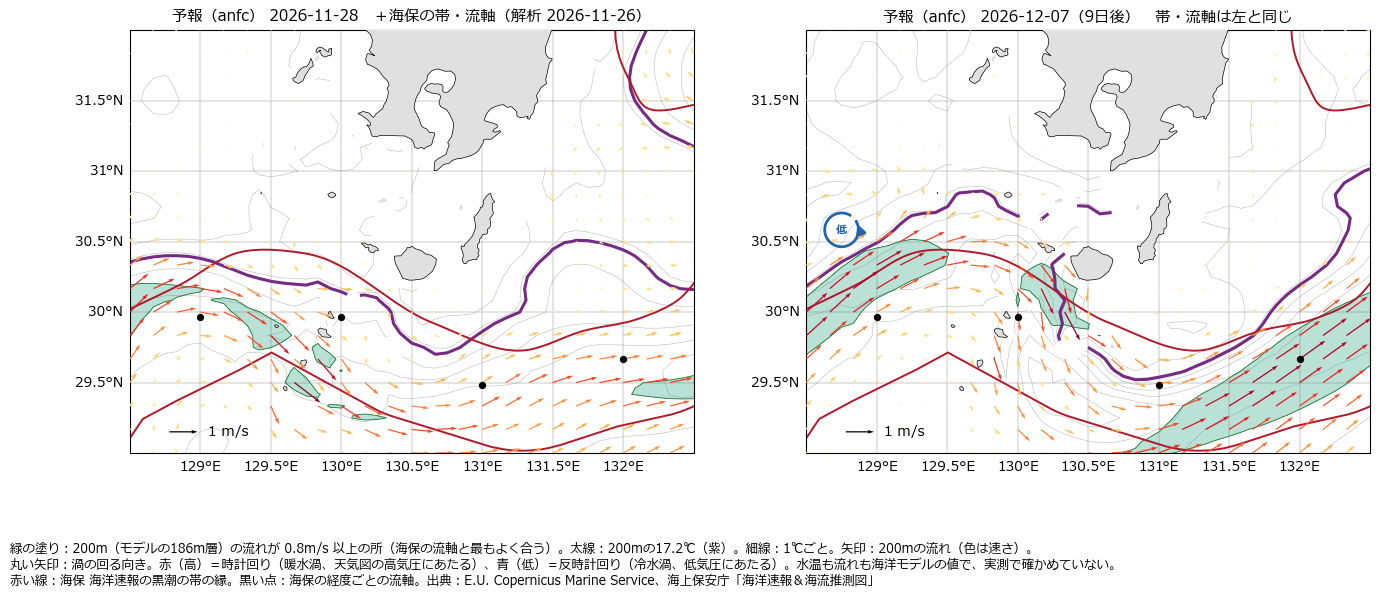 予報（anfc） 2026-11-28　＋海保の帯・流軸（解析 2026-11-26）
予報（anfc） 2026-12-07（9日後）　帯・流軸は左と同じ
31.5°N
31°N
30.5°N
30°N
29.5°N
1 m/s
129°E
129.5°E
130°E
130.5°E
131°E
131.5°E
132°E
31.5°N
31°N
30.5°N
30°N
29.5°N
低
1 m/s
129°E
129.5°E
130°E
130.5°E
131°E
131.5°E
132°E
緑の塗り：200m（モデルの186m層）の流れが 0.8m/s 以上の所（海保の流軸と最もよく合う）。太線：200mの17.2℃（紫）。細線：1℃ごと。矢印：200mの流れ（色は速さ）。
丸い矢印：渦の回る向き。赤（高）＝時計回り（暖水渦、天気図の高気圧にあたる）、青（低）＝反時計回り（冷水渦、低気圧にあたる）。水温も流れも海洋モデルの値で、実測で確かめていない。
赤い線：海保 海洋速報の黒潮の帯の縁。黒い点：海保の経度ごとの流軸。出典：E.U. Copernicus Marine Service、海上保安庁「海洋速報＆海流推測図」